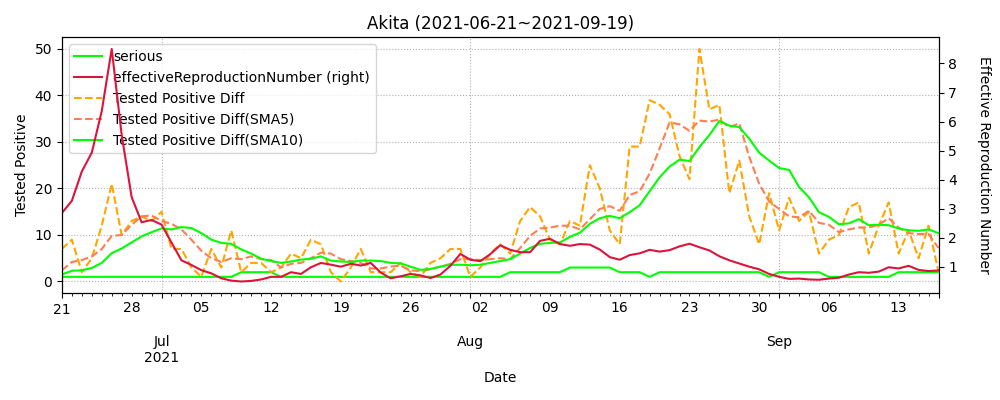 Akita (2021-06-21~2021-09-19)
serious
effectiveReproductionNumber (right)
Tested Positive Diff
Tested Positive Diff(SMA5)
Tested Positive Diff(SMA10)
50
40
30
20
10
0
Tested Positive
8
7
6
5
4
3
2
1
Effective Reproduction Number
21 28 05 12 19 26 02 09 16 23 30 06 13
Jul Aug Sep
2021
Date